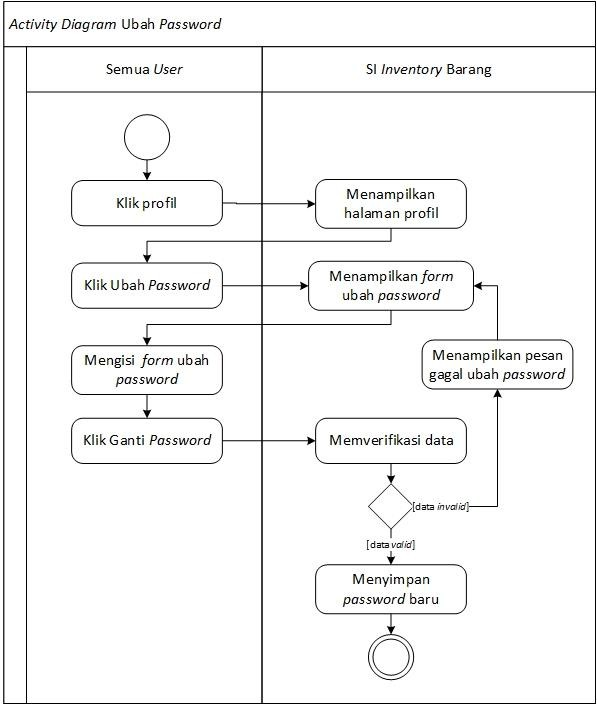 Activity Diagram Ubah Password
Semua User
SI Inventory Barang
Klik profil
Menampilkan
halaman profil
Klik Ubah Password
Menampilkan form
ubah password
Mengisi form ubah
password
Menampilkan pesan
gagal ubah password
Klik Ganti Password
Memverifikasi data
[data invalid]
[data valid]
Menyimpan
password baru